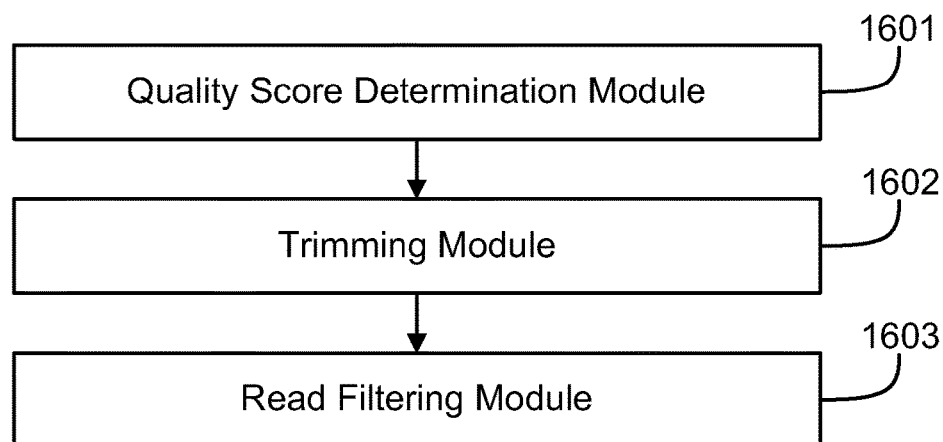 1601
Quality Score Determination Module
1602
Trimming Module
1603
Read Filtering Module